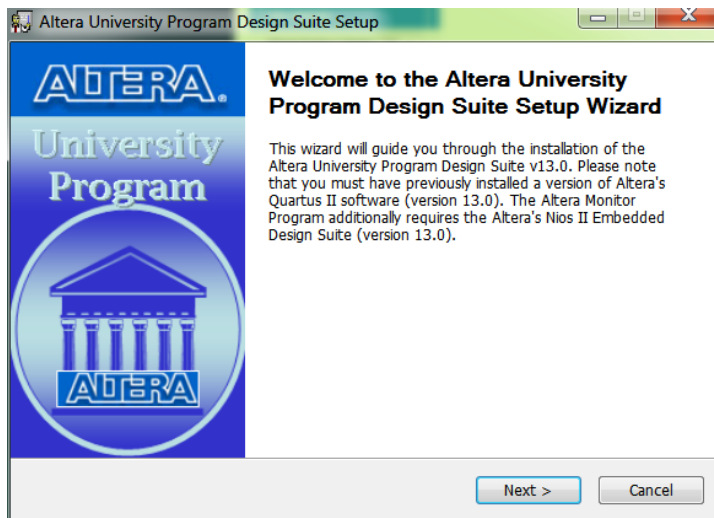 Altera University Program Design Suite Setup
ALTERA®
University
Program
ALTERA
Welcome to the Altera University
Program Design Suite Setup Wizard
This wizard will guide you through the installation of the
Altera University Program Design Suite v13.0. Please note
that you must have previously installed a version of Altera's
Quartus II software (version 13.0). The Altera Monitor
Program additionally requires the Altera's Nios II Embedded
Design Suite (version 13.0).
Next >
Cancel